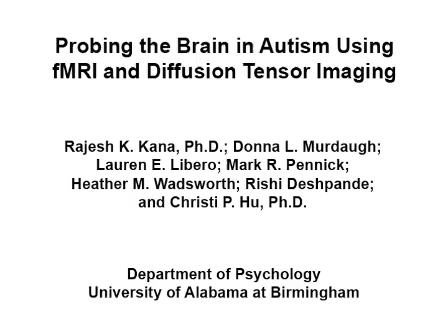 Probing the Brain in Autism Using
fMRI and Diffusion Tensor Imaging
Rajesh K. Kana, Ph.D.; Donna L. Murdaugh;
Lauren E. Libero; Mark R. Pennick;
Heather M. Wadsworth; Rishi Deshpande;
and Christi P. Hu, Ph.D.
Department of Psychology
University of Alabama at Birmingham